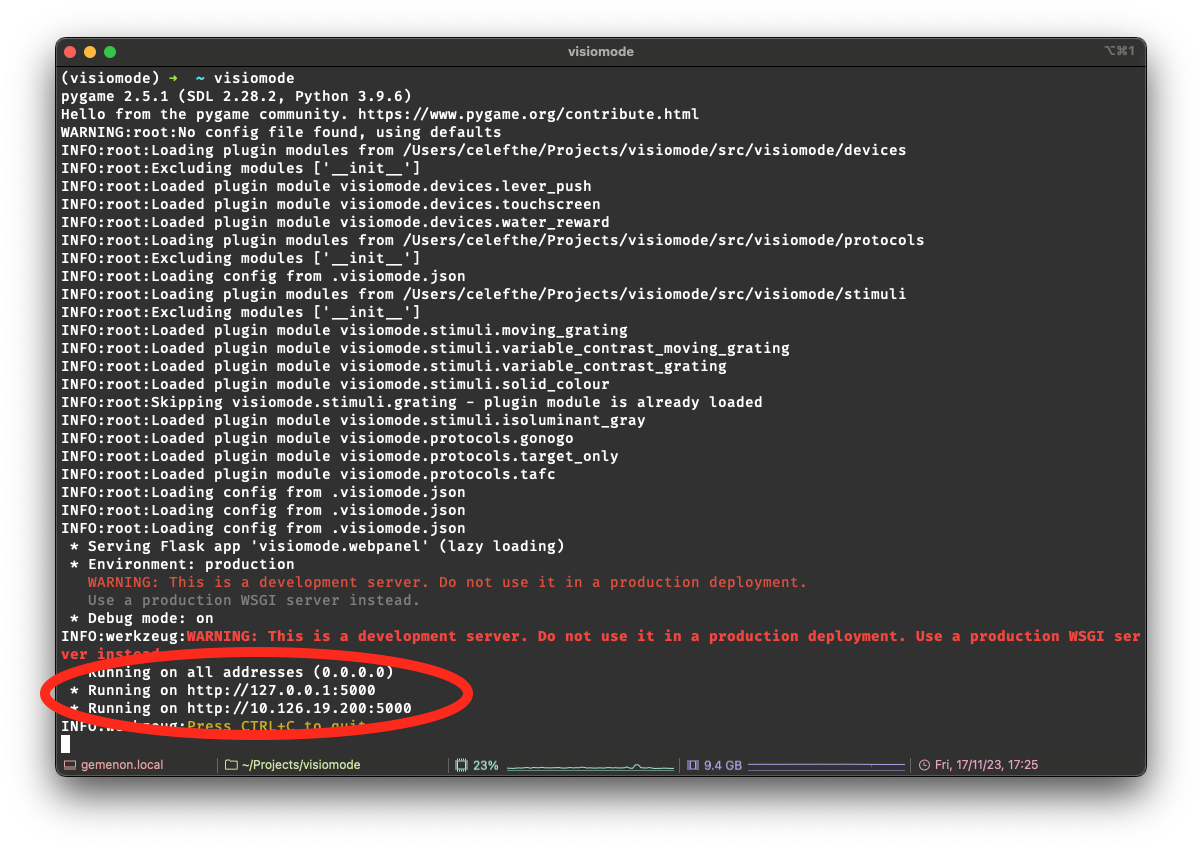 visiomode
⌥⌘1
(visiomode) ➜  ~ visiomode
pygame 2.5.1 (SDL 2.28.2, Python 3.9.6)
Hello from the pygame community. https://www.pygame.org/contribute.html
WARNING:root:No config file found, using defaults
INFO:root:Loading plugin modules from /Users/celefthe/Projects/visiomode/src/visiomode/devices
INFO:root:Excluding modules ['__init__']
INFO:root:Loaded plugin module visiomode.devices.lever_push
INFO:root:Loaded plugin module visiomode.devices.touchscreen
INFO:root:Loaded plugin module visiomode.devices.water_reward
INFO:root:Loading plugin modules from /Users/celefthe/Projects/visiomode/src/visiomode/protocols
INFO:root:Excluding modules ['__init__']
INFO:root:Loading config from .visiomode.json
INFO:root:Loading plugin modules from /Users/celefthe/Projects/visiomode/src/visiomode/stimuli
INFO:root:Excluding modules ['__init__']
INFO:root:Loaded plugin module visiomode.stimuli.moving_grating
INFO:root:Loaded plugin module visiomode.stimuli.variable_contrast_moving_grating
INFO:root:Loaded plugin module visiomode.stimuli.variable_contrast_grating
INFO:root:Loaded plugin module visiomode.stimuli.solid_colour
INFO:root:Skipping visiomode.stimuli.grating - plugin module is already loaded
INFO:root:Loaded plugin module visiomode.stimuli.isoluminant_gray
INFO:root:Loaded plugin module visiomode.protocols.gonogo
INFO:root:Loaded plugin module visiomode.protocols.target_only
INFO:root:Loaded plugin module visiomode.protocols.tafc
INFO:root:Loading config from .visiomode.json
INFO:root:Loading config from .visiomode.json
INFO:root:Loading config from .visiomode.json
 * Serving Flask app 'visiomode.webpanel' (lazy loading)
 * Environment: production
   WARNING: This is a development server. Do not use it in a production deployment.
   Use a production WSGI server instead.
 * Debug mode: on
INFO:werkzeug:WARNING: This is a development server. Do not use it in a production deployment. Use a production WSGI ser
ver instead
Running on all addresses (0.0.0.0)
 * Running on http://127.0.0.1:5000
 * Running on http://10.126.19.200:5000
INFO:werkzeug:Press CTRL+C to quit
gemenon.local
~/Projects/visiomode
23%
9.4 GB
Fri, 17/11/23, 17:25